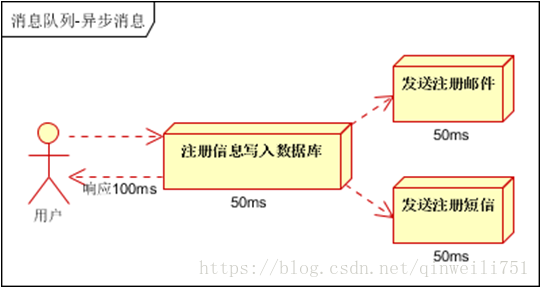 消息队列-异步消息
发送注册邮件
50ms
注册信息写入数据库
响应100ms
用户
50ms
发送注册短信
50ms
https://blog.csdn.net/qinweili751